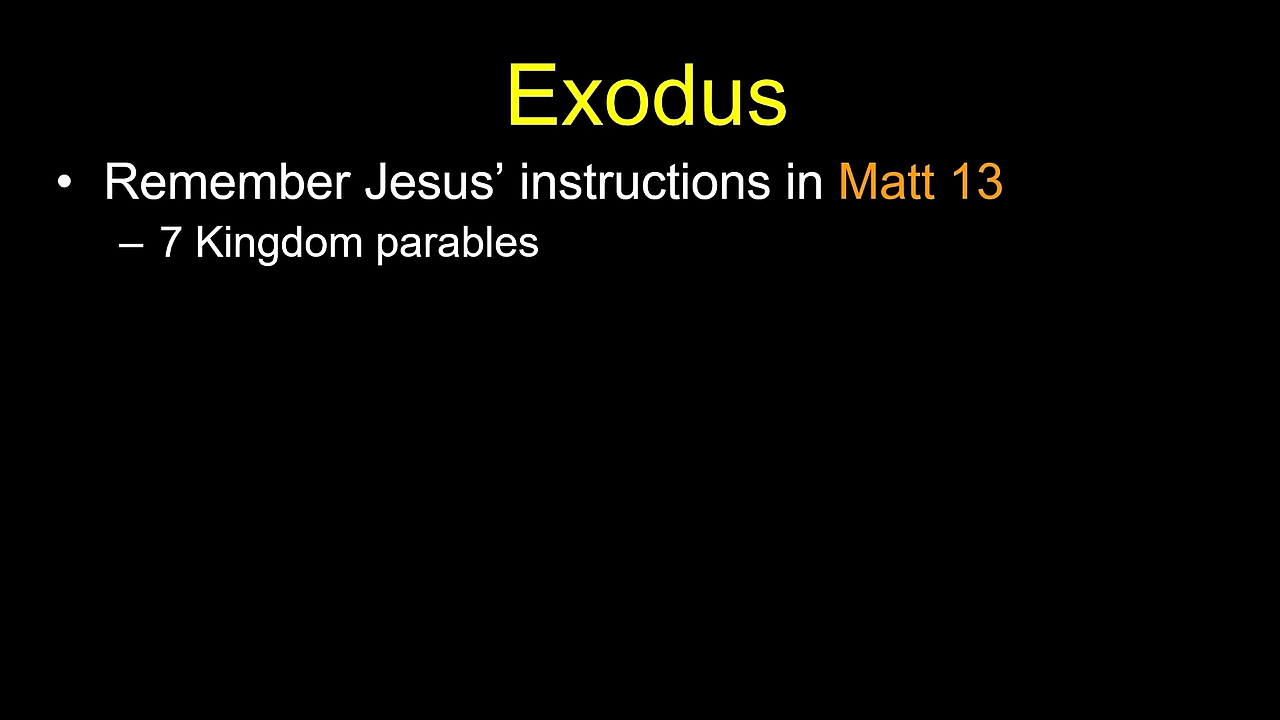 Exodus
• Remember Jesus’ instructions in Matt 13
– 7 Kingdom parables